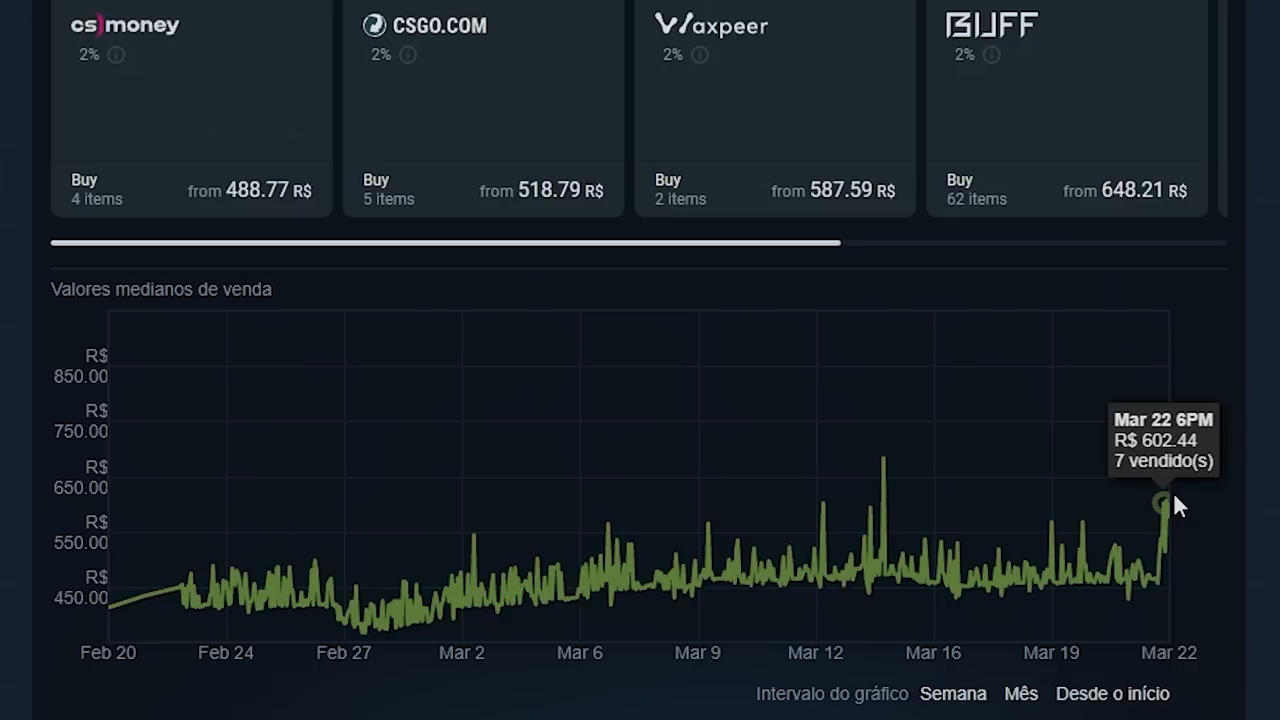 cs)money
CSGO.COM
Waxpeer
BUFF
2%
2%
2%
2%
Buy
4 items
from 488.77 R$
Buy
5 items
from 518.79 R$
Buy
2 items
from 587.59 R$
Buy
62 items
from 648.21 R$
Valores medianos de venda
R$
850.00
R$
750.00
R$
650.00
R$
550.00
R$
450.00
Mar 22 6PM
R$ 602.44
7 vendido(s)
Feb 20 Feb 24 Feb 27 Mar 2 Mar 6 Mar 9 Mar 12 Mar 16 Mar 19 Mar 22
Intervalo do gráfico Semana Mês Desde o início